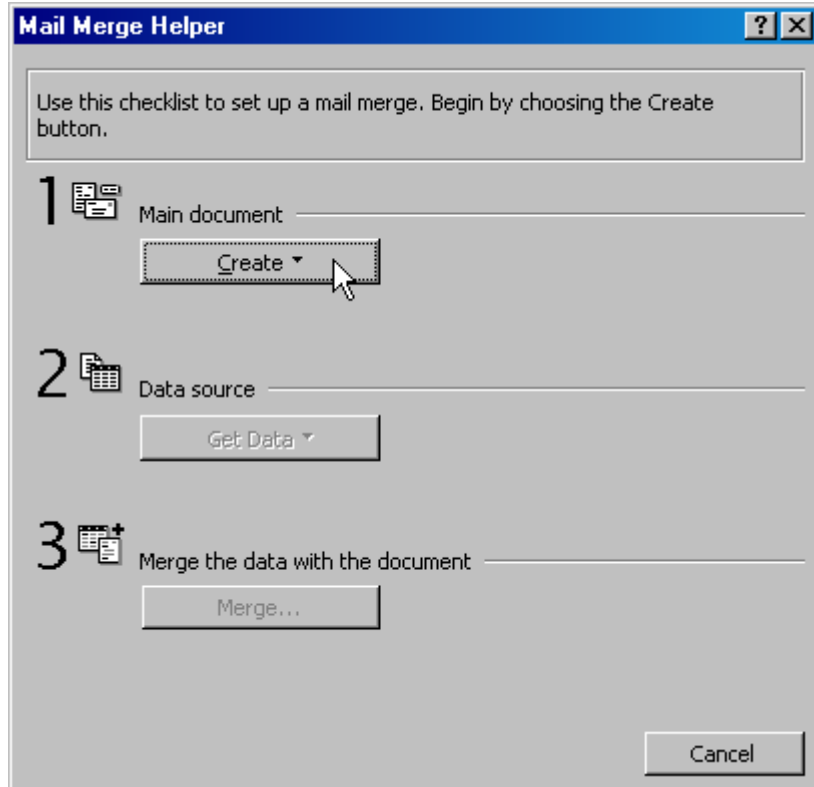 Mail Merge Helper
Use this checklist to set up a mail merge. Begin by choosing the Create
button.
1
Main document
Create
2
Data source
Get Data
3
Merge the data with the document
Merge...
Cancel